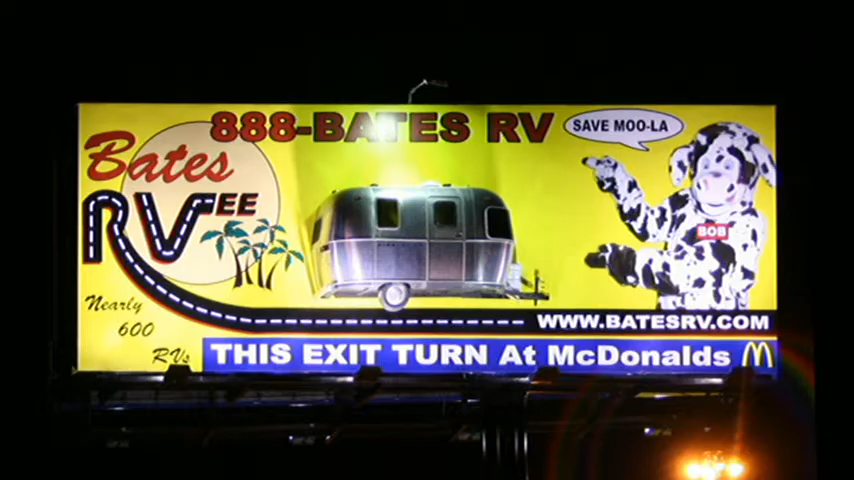 888-BATES RV
SAVE MOO-LA
Bates
RVEE
BOB
Nearly
600
RVs
WWW.BATESRV.COM
THIS EXIT TURN At McDonalds